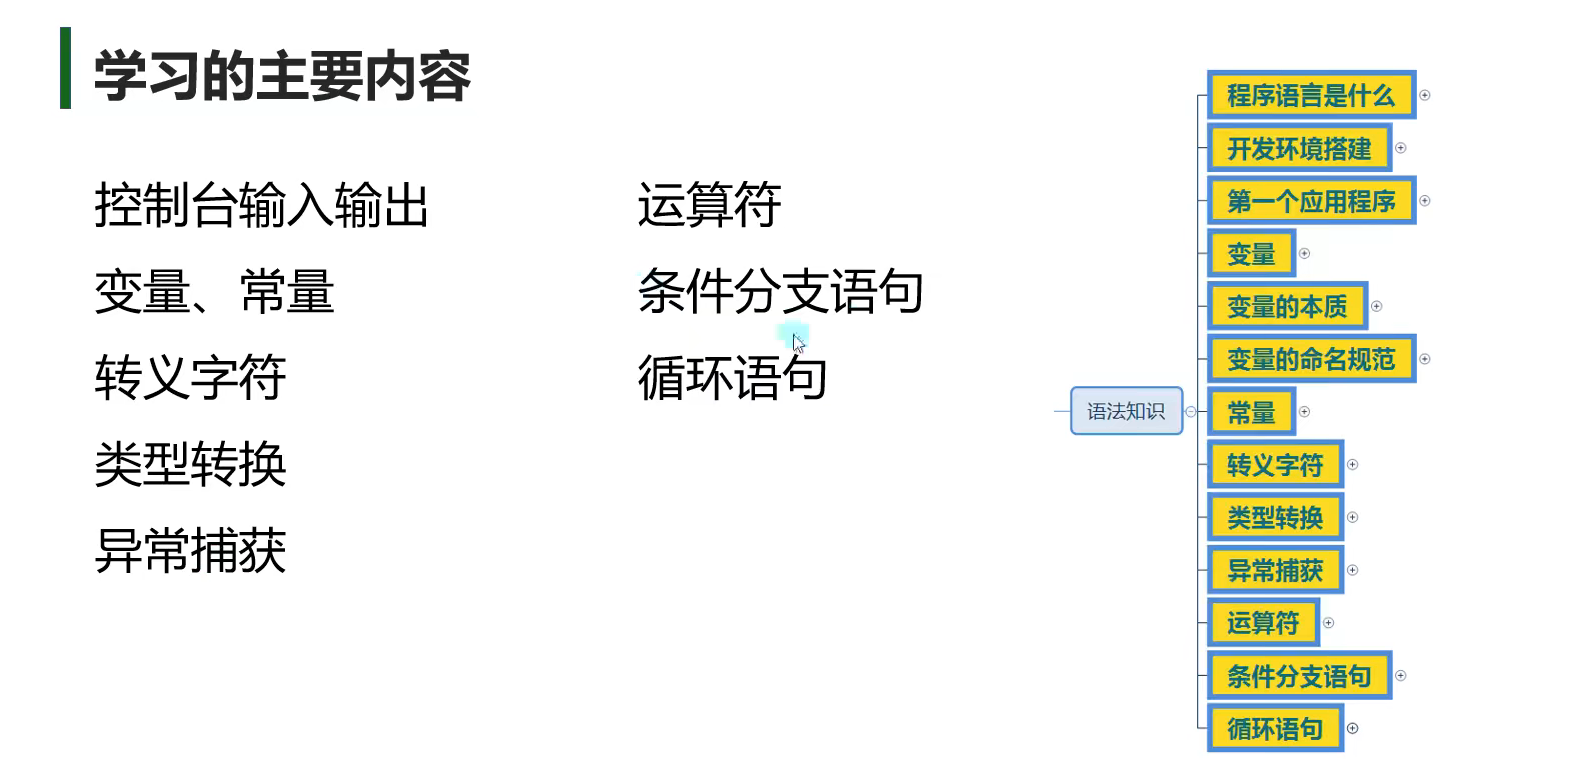 学习的主要内容
控制台输入输出
变量、常量
转义字符
类型转换
异常捕获
运算符
条件分支语句
循环语句
语法知识
程序语言是什么
开发环境搭建
第一个应用程序
变量
变量的本质
变量的命名规范
常量
转义字符
类型转换
异常捕获
运算符
条件分支语句
循环语句